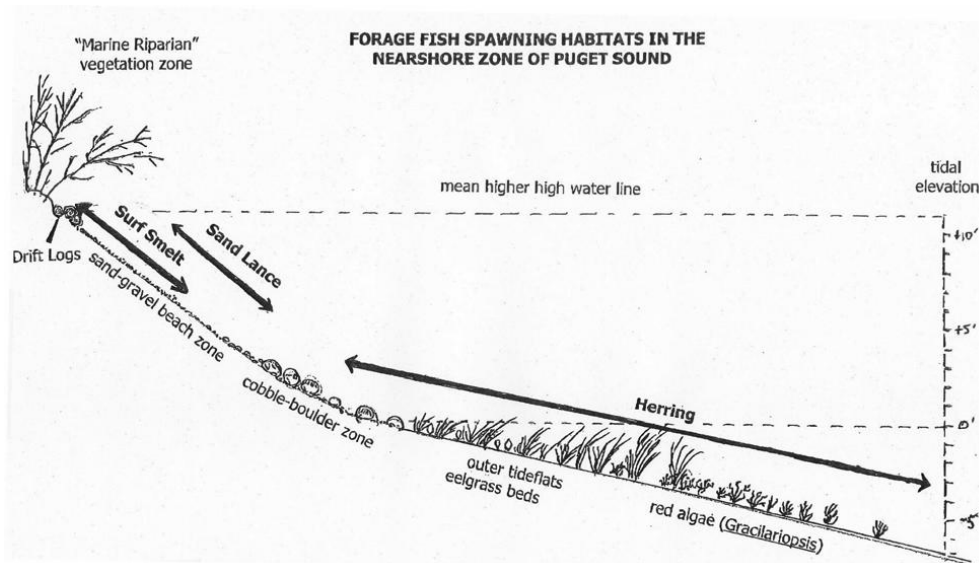 FORAGE FISH SPAWNING HABITATS IN THE
NEARSHORE ZONE OF PUGET SOUND
"Marine Riparian"
vegetation zone
mean higher high water line
tidal
elevation
+10'
Drift Logs
Surf Smelt
Sand Lance
sand-gravel beach zone
+5'
cobble-boulder zone
Herring
0'
outer tideflats
eelgrass beds
red algae (Gracilariopsis)
-5'